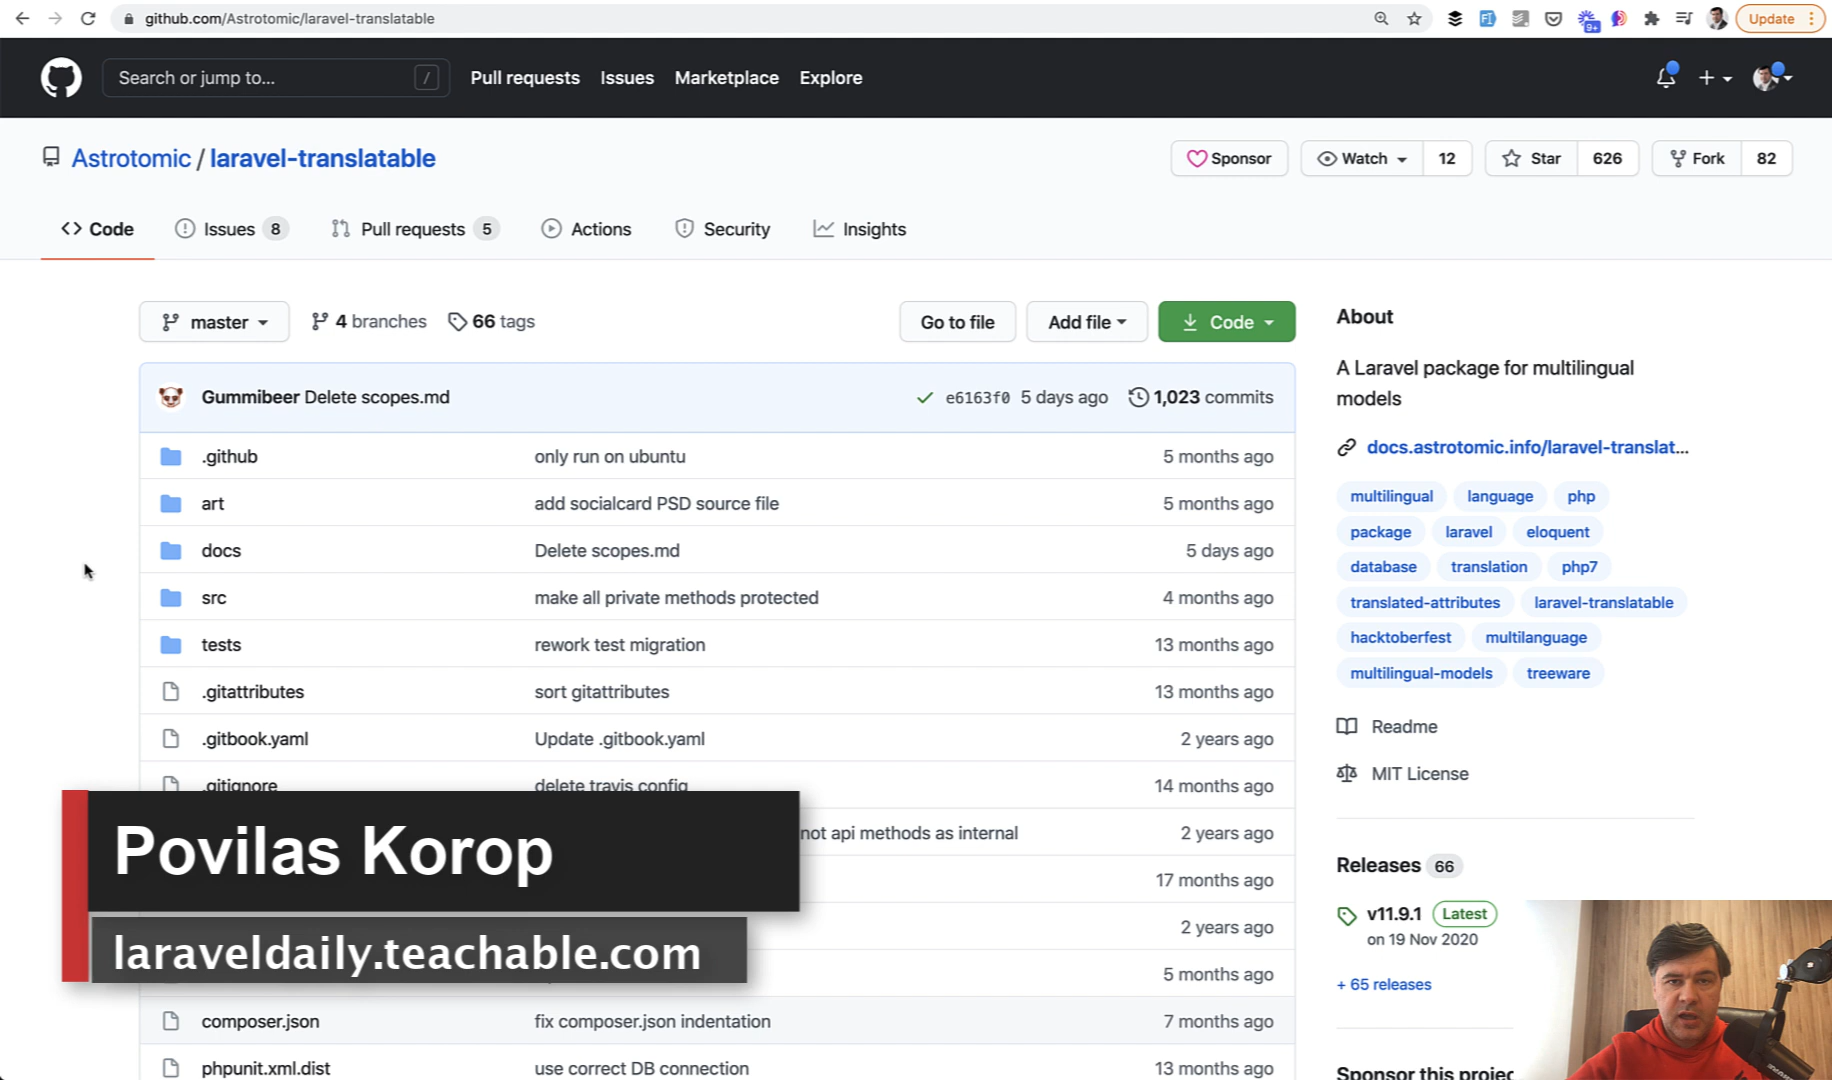 github.com/Astrotomic/laravel-translatable
9+
Update
Search or jump to...
/
Pull requests
Issues
Marketplace
Explore
Astrotomic / laravel-translatable
Sponsor
Watch
12
Star
626
Fork
82
Code
Issues 8
Pull requests 5
Actions
Security
Insights
master
4 branches
66 tags
Go to file
Add file
Code
Gummibeer Delete scopes.md
e6163f0 5 days ago
1,023 commits
.github only run on ubuntu 5 months ago
art add socialcard PSD source file 5 months ago
docs Delete scopes.md 5 days ago
src make all private methods protected 4 months ago
tests rework test migration 13 months ago
.gitattributes sort gitattributes 13 months ago
.gitbook.yaml Update .gitbook.yaml 2 years ago
.gitignore delete travis config 14 months ago
not api methods as internal 2 years ago
17 months ago
2 years ago
5 months ago
composer.json fix composer.json indentation 7 months ago
phpunit.xml.dist use correct DB connection 13 months ago
Povilas Korop
laraveldaily.teachable.com
About
A Laravel package for multilingual
models
docs.astrotomic.info/laravel-translat...
multilingual language php
package laravel eloquent
database translation php7
translated-attributes laravel-translatable
hacktoberfest multilanguage
multilingual-models treeware
Readme
MIT License
Releases 66
v11.9.1 Latest
on 19 Nov 2020
+ 65 releases
Sponsor this projec